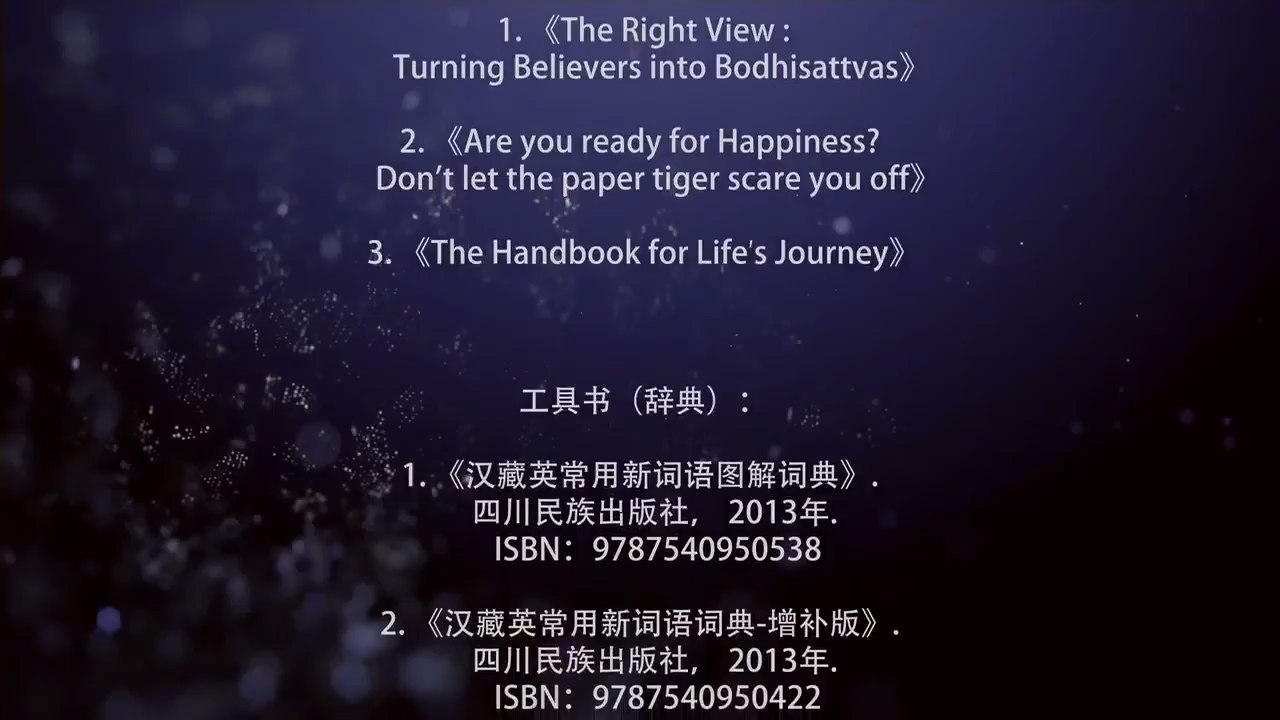 1. 《The Right View :
Turning Believers into Bodhisattvas》
2. 《Are you ready for Happiness?
Don’t let the paper tiger scare you off》
3. 《The Handbook for Life's Journey》
工具书（辞典）：
1. 《汉藏英常用新词语图解词典》.
四川民族出版社, 2013年.
ISBN：9787540950538
2. 《汉藏英常用新词语词典-增补版》.
四川民族出版社, 2013年.
ISBN：9787540950422